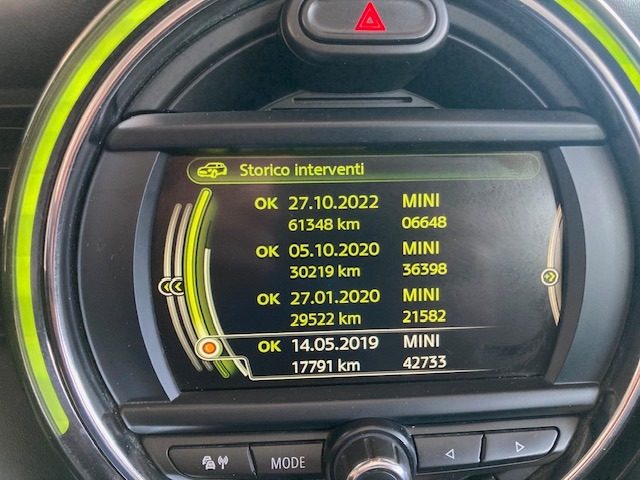 Storico interventi
OK 27.10.2022 MINI
61348 km 06648
OK 05.10.2020 MINI
30219 km 36398
OK 27.01.2020 MINI
29522 km 21582
OK 14.05.2019 MINI
17791 km 42733
MODE